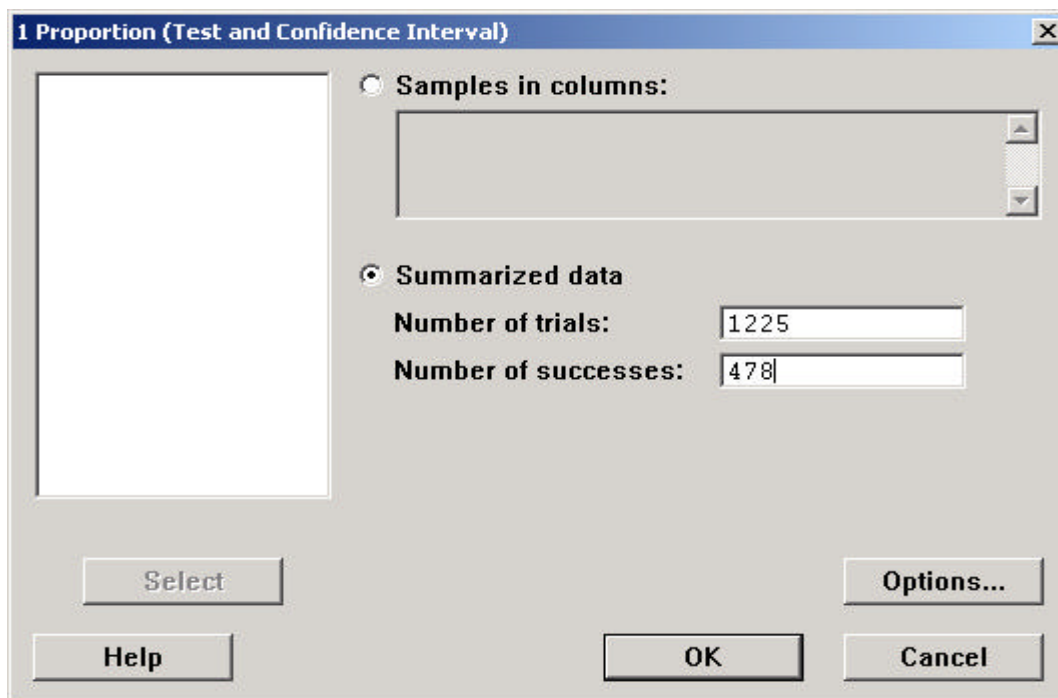 1 Proportion (Test and Confidence Interval)
Samples in columns:
Summarized data
Number of trials: 1225
Number of successes: 478
Select
Options...
Help
OK
Cancel